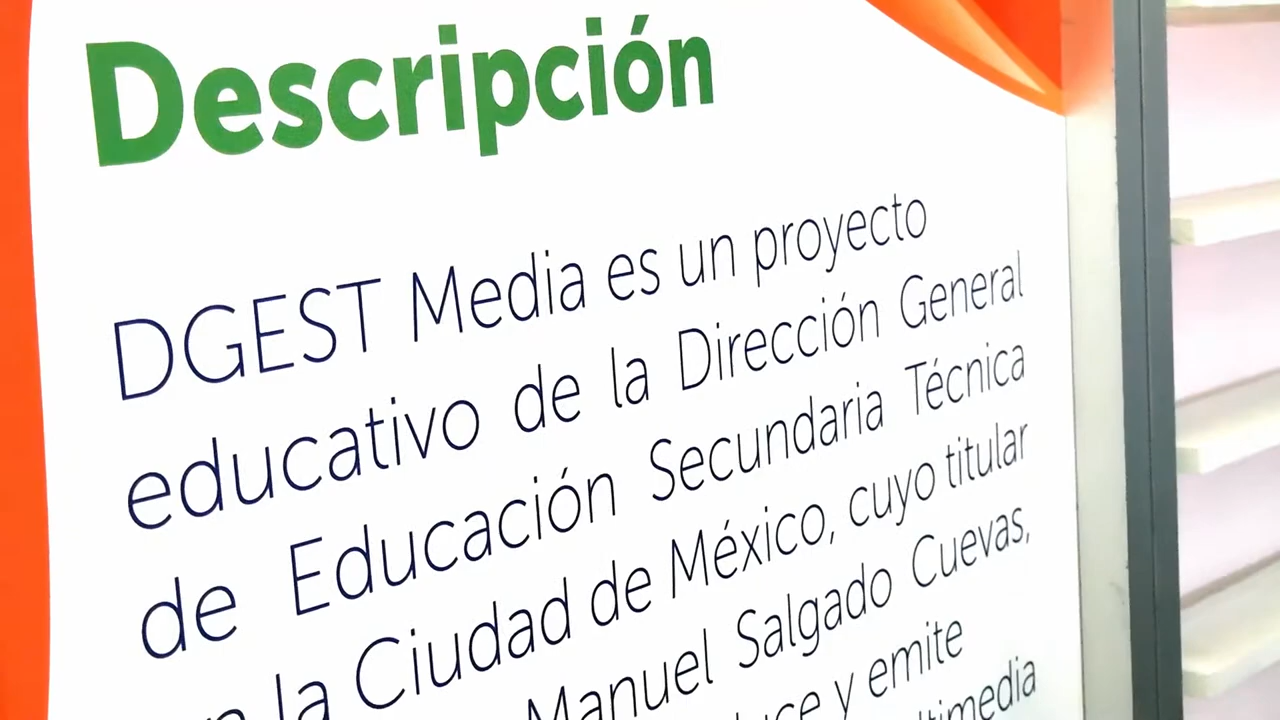 Descripción
DGEST Media es un proyecto
educativo de la Dirección General
de Educación Secundaria Técnica
la Ciudad de México, cuyo titular
Manuel Salgado Cuevas,
y emite